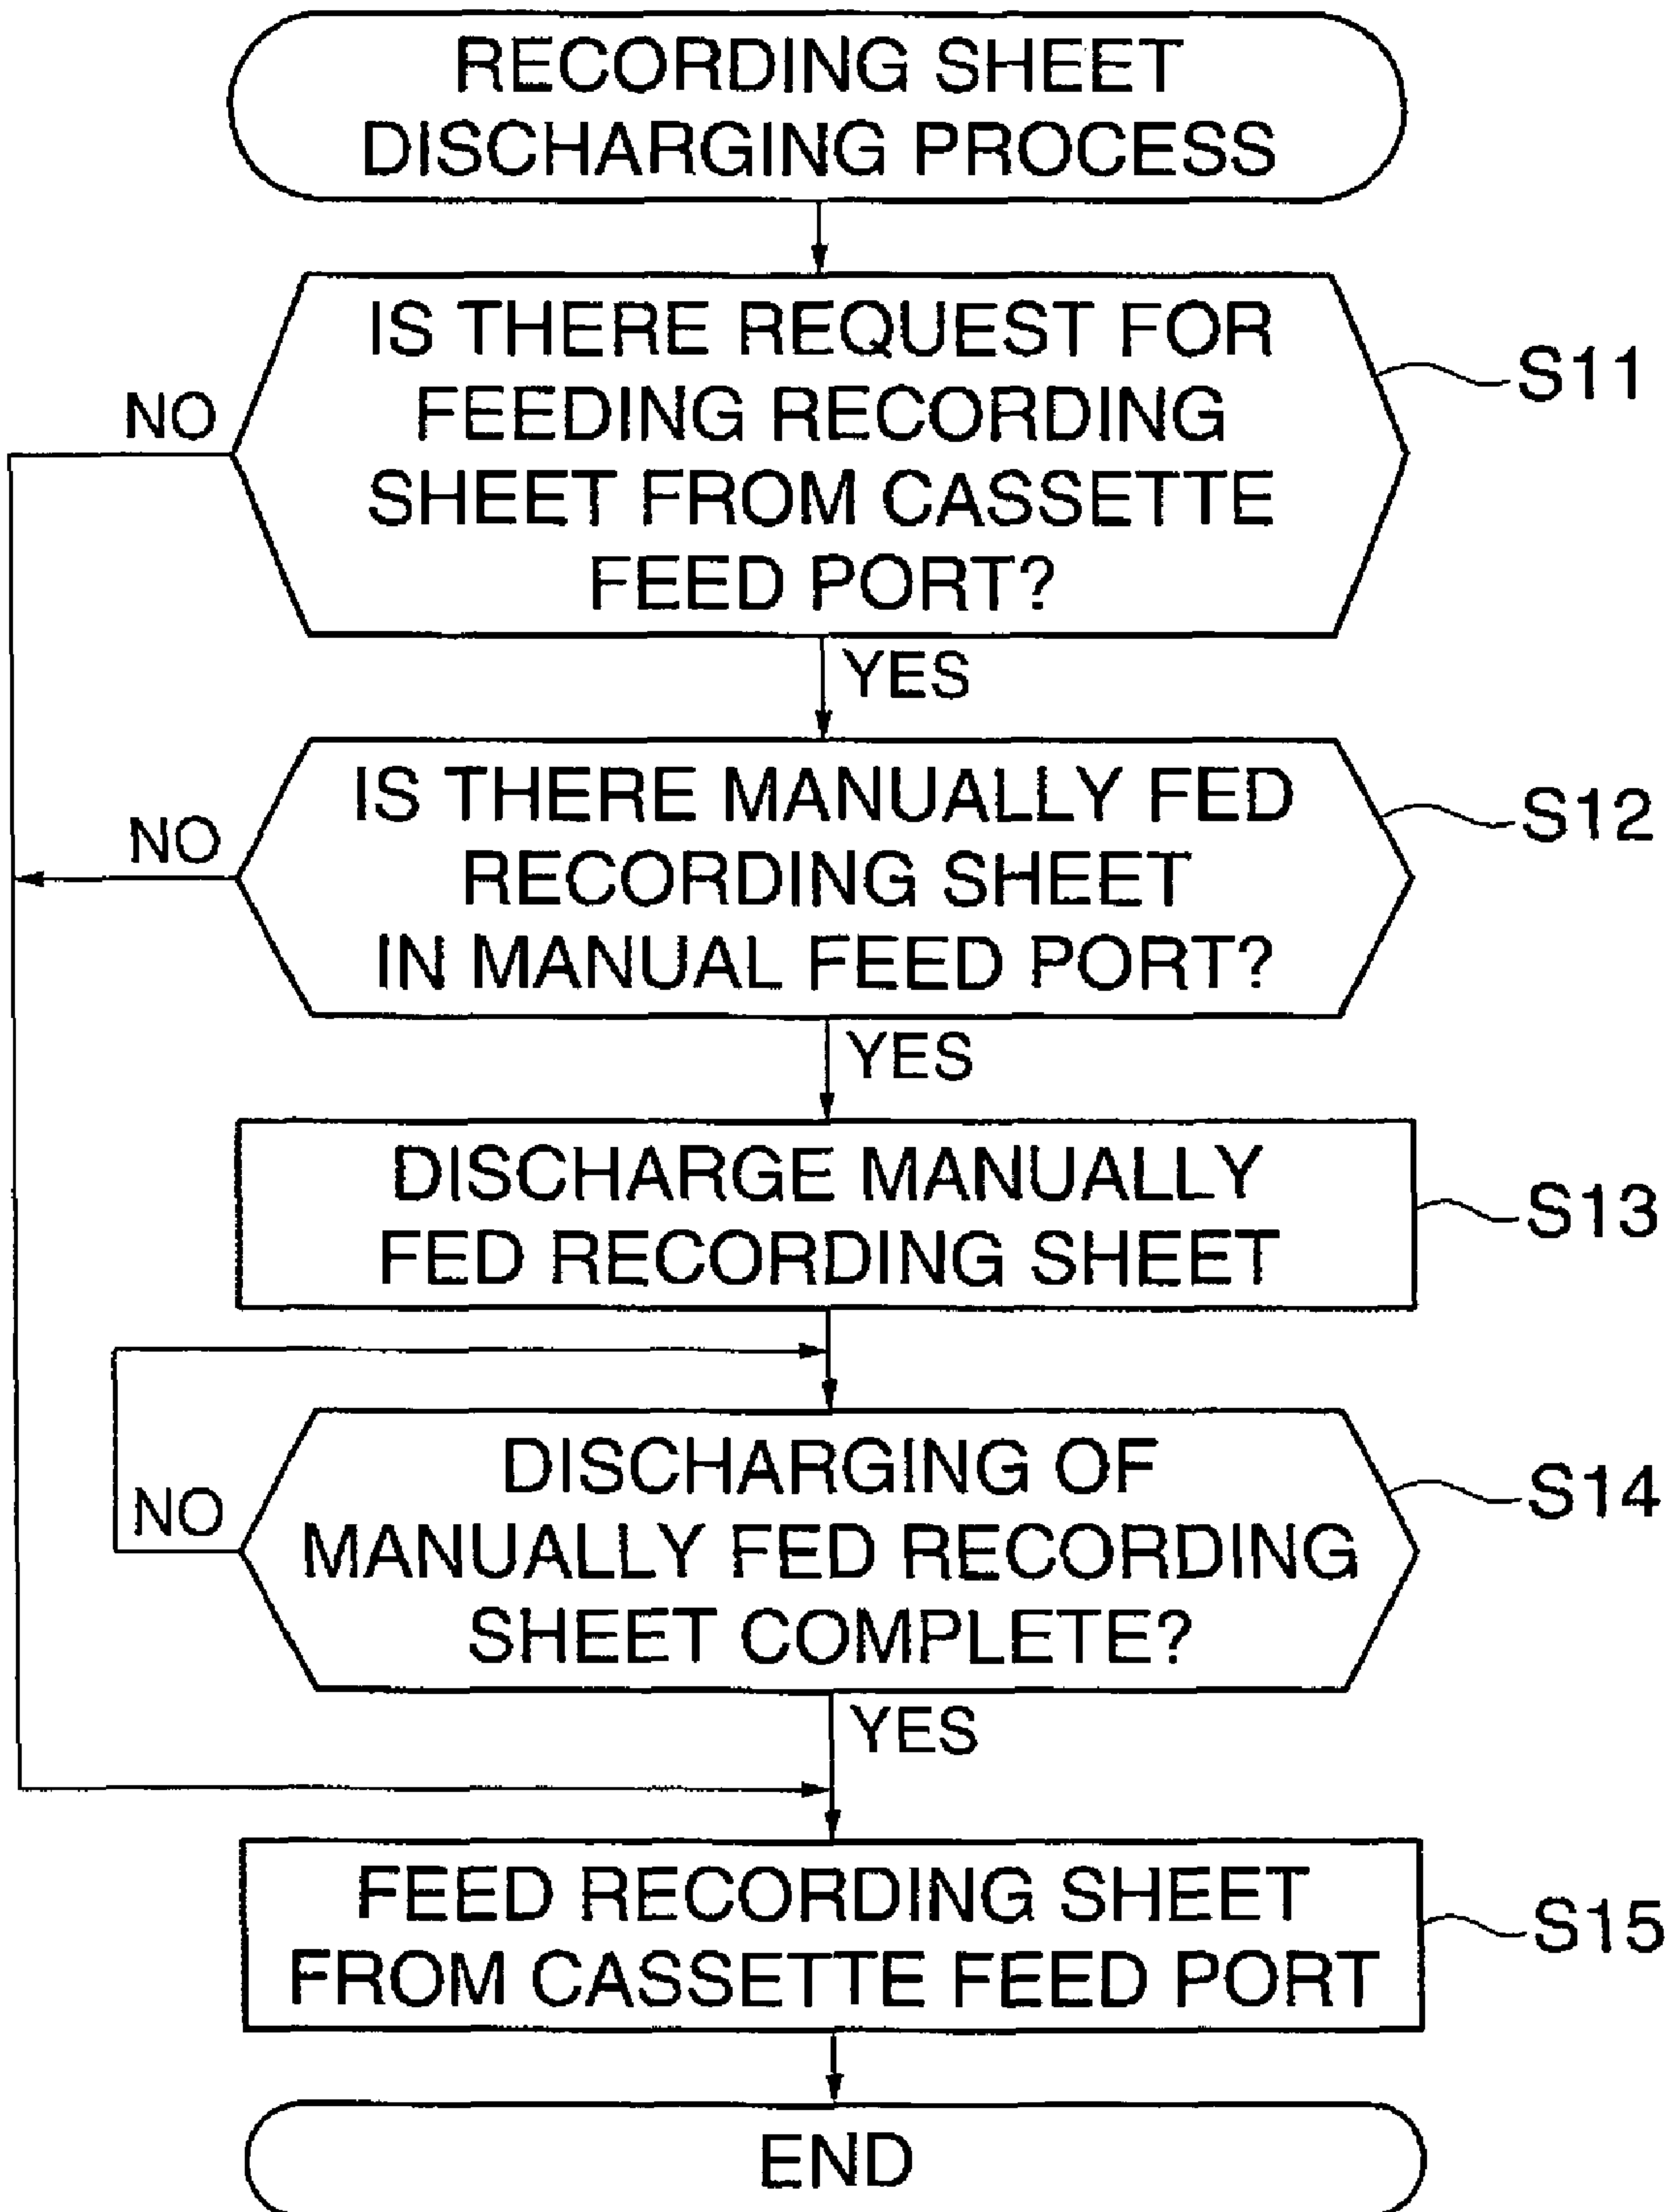 RECORDING SHEET
DISCHARGING PROCESS
IS THERE REQUEST FOR
FEEDING RECORDING
SHEET FROM CASSETTE
FEED PORT?
S11
NO
YES
IS THERE MANUALLY FED
RECORDING SHEET
IN MANUAL FEED PORT?
S12
NO
YES
DISCHARGE MANUALLY
FED RECORDING SHEET
S13
DISCHARGING OF
MANUALLY FED RECORDING
SHEET COMPLETE?
S14
NO
YES
FEED RECORDING SHEET
FROM CASSETTE FEED PORT
S15
END